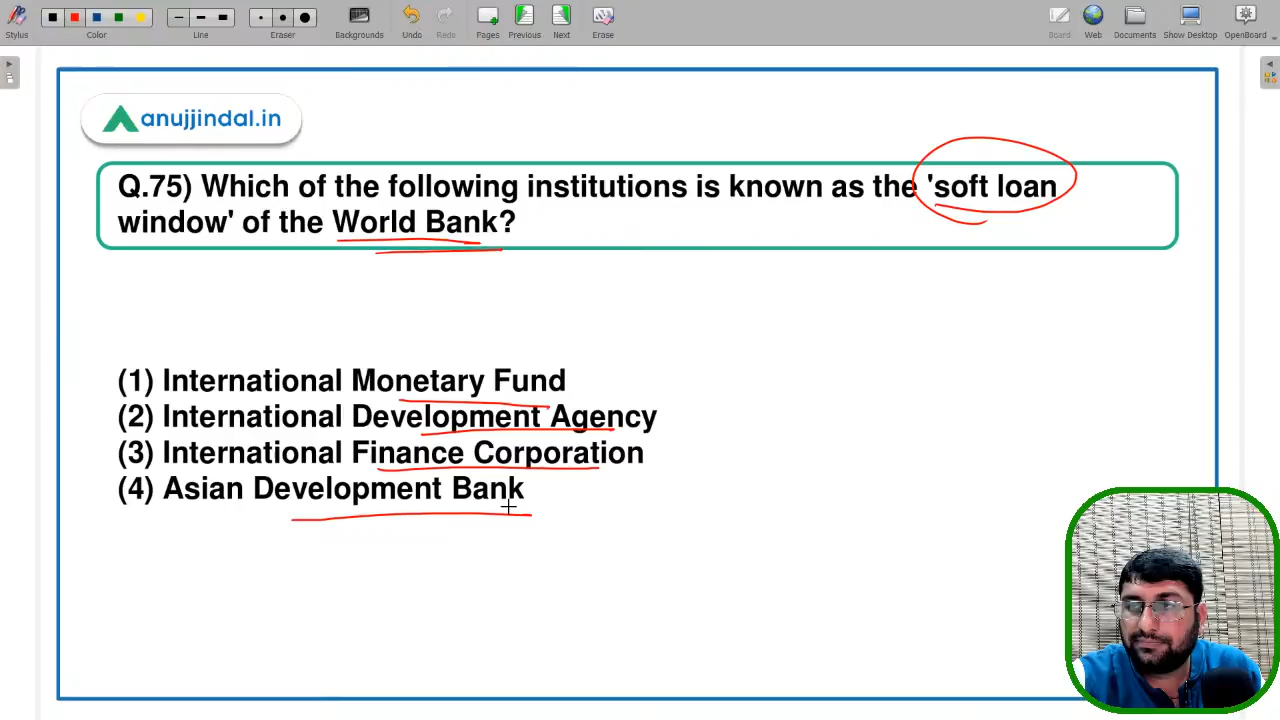 Stylus Color Line Eraser Backgrounds Undo Redo Pages Previous Next Erase Board Web Documents Show Desktop OpenBoard
anujjindal.in
Q.75) Which of the following institutions is known as the 'soft loan
window' of the World Bank?
(1) International Monetary Fund
(2) International Development Agency
(3) International Finance Corporation
(4) Asian Development Bank